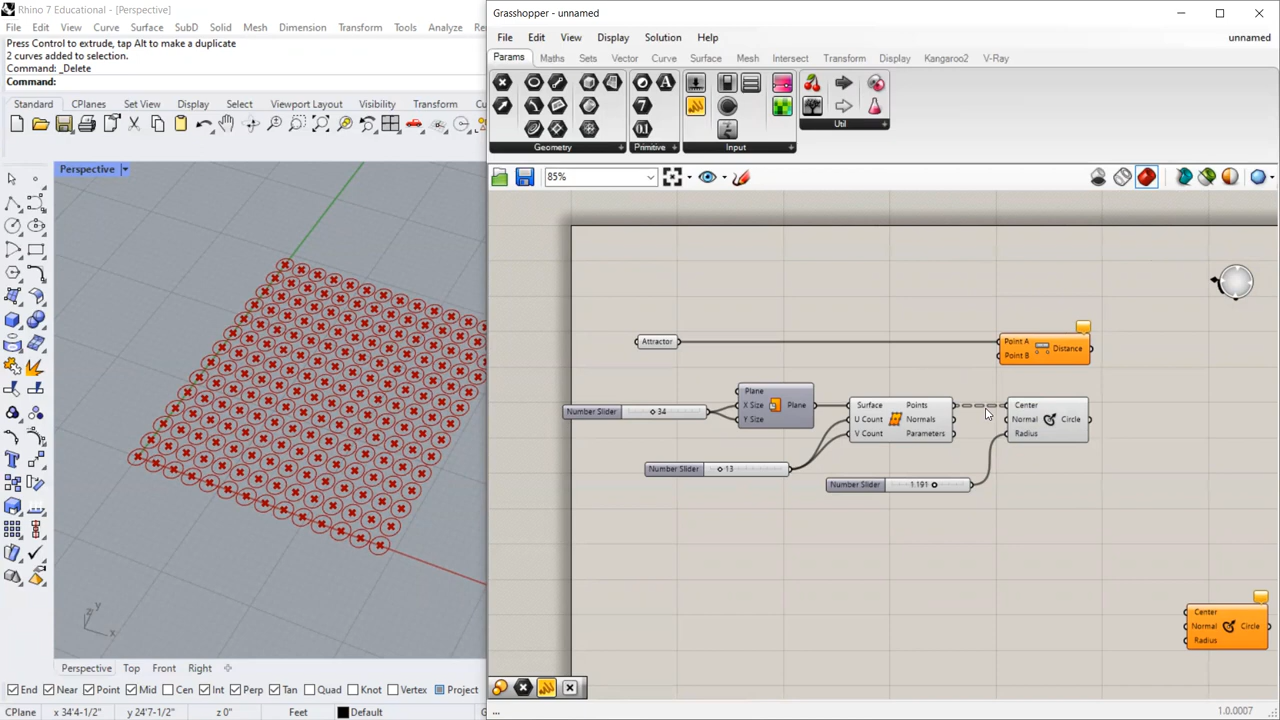 Rhino 7 Educational - [Perspective]
File Edit View Curve Surface SubD Solid Mesh Dimension Transform Tools Analyze
Press Control to extrude, tap Alt to make a duplicate
2 curves added to selection.
Command: _Delete
Command:
Standard CPlanes Set View Display Select Viewport Layout Visibility Transform
Perspective
z y
x
Perspective Top Front Right
End Near Point Mid Cen Int Perp Tan Quad Knot Vertex Project
CPlane x 34'4-1/2" y 24'7-1/2" z 0" Feet Default
Grasshopper - unnamed
File Edit View Display Solution Help unnamed
Params Maths Sets Vector Curve Surface Mesh Intersect Transform Display Kangaroo2 V-Ray
Geometry Primitive Input Util
85%
Attractor
Point A
Point B
Distance
Number Slider 34
Plane
X Size
Y Size
Plane
Surface
U Count
V Count
Points
Normals
Parameters
Center
Normal
Radius
Circle
Number Slider 13
Number Slider 1.191
Center
Normal
Radius
Circle
... 1.0.0007